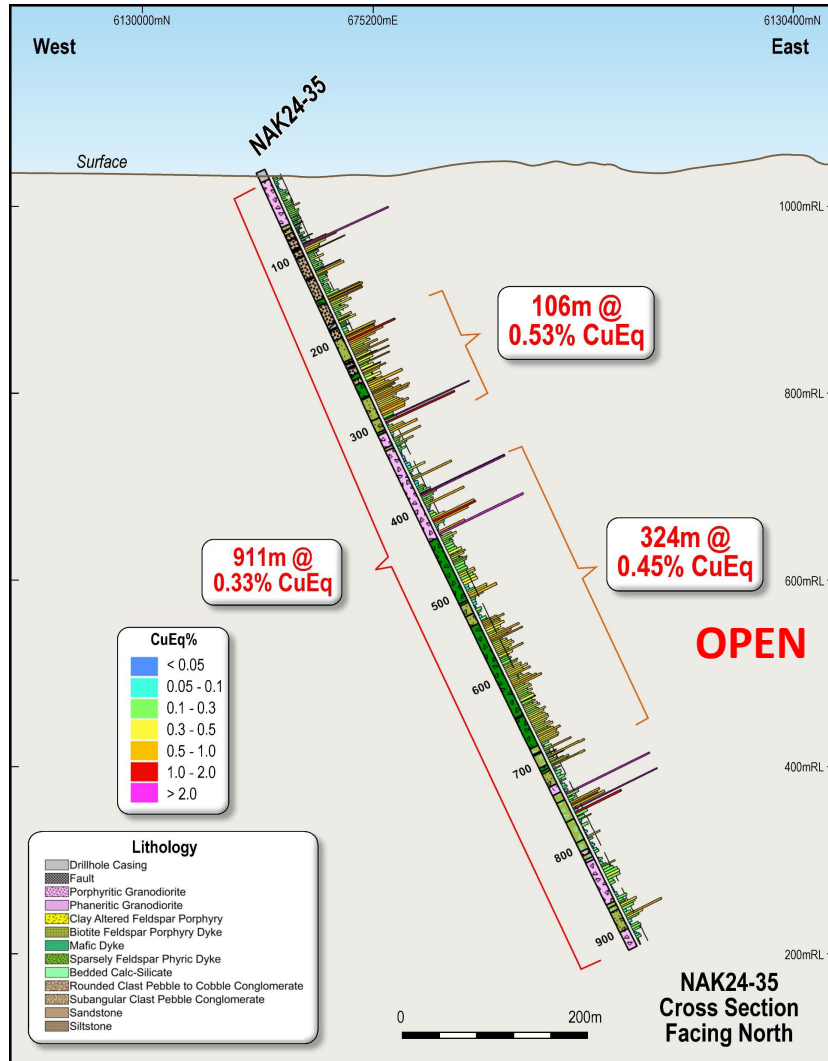 6130000mN
675200mE
6130400mN
West
East
NAK24-35
Surface
1000mRL
100
106m @
0.53% CuEq
200
800mRL
300
400
911m @
0.33% CuEq
324m @
0.45% CuEq
600mRL
500
OPEN
CuEq%
< 0.05
0.05 - 0.1
0.1 - 0.3
0.3 - 0.5
0.5 - 1.0
1.0 - 2.0
> 2.0
600
700
400mRL
800
Lithology
Drillhole Casing
Fault
Porphyritic Granodiorite
Phaneritic Granodiorite
Clay Altered Feldspar Porphyry
Biotite Feldspar Porphyry Dyke
Mafic Dyke
Sparsely Feldspar Phyric Dyke
Bedded Calc-Silicate
Rounded Clast Pebble to Cobble Conglomerate
Subangular Clast Pebble Conglomerate
Sandstone
Siltstone
900
200mRL
NAK24-35
Cross Section
Facing North
0
200m